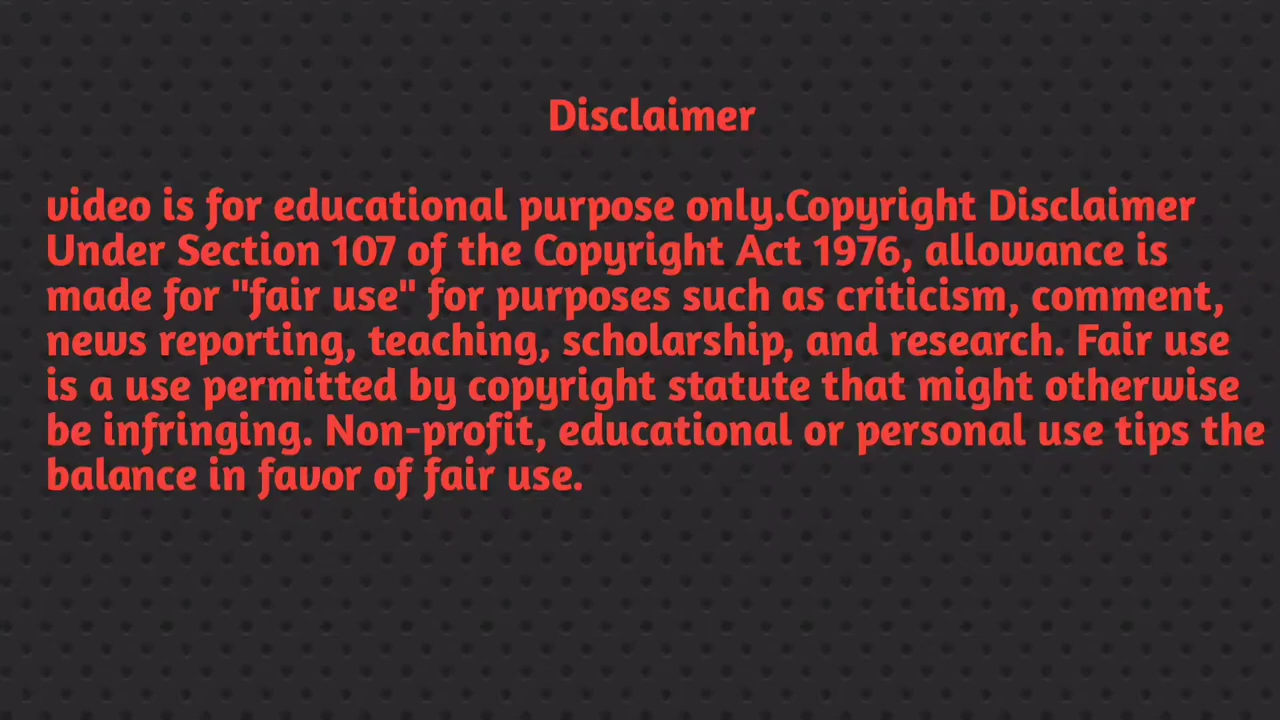 Disclaimer
video is for educational purpose only.Copyright Disclaimer
Under Section 107 of the Copyright Act 1976, allowance is
made for "fair use" for purposes such as criticism, comment,
news reporting, teaching, scholarship, and research. Fair use
is a use permitted by copyright statute that might otherwise
be infringing. Non-profit, educational or personal use tips the
balance in favor of fair use.